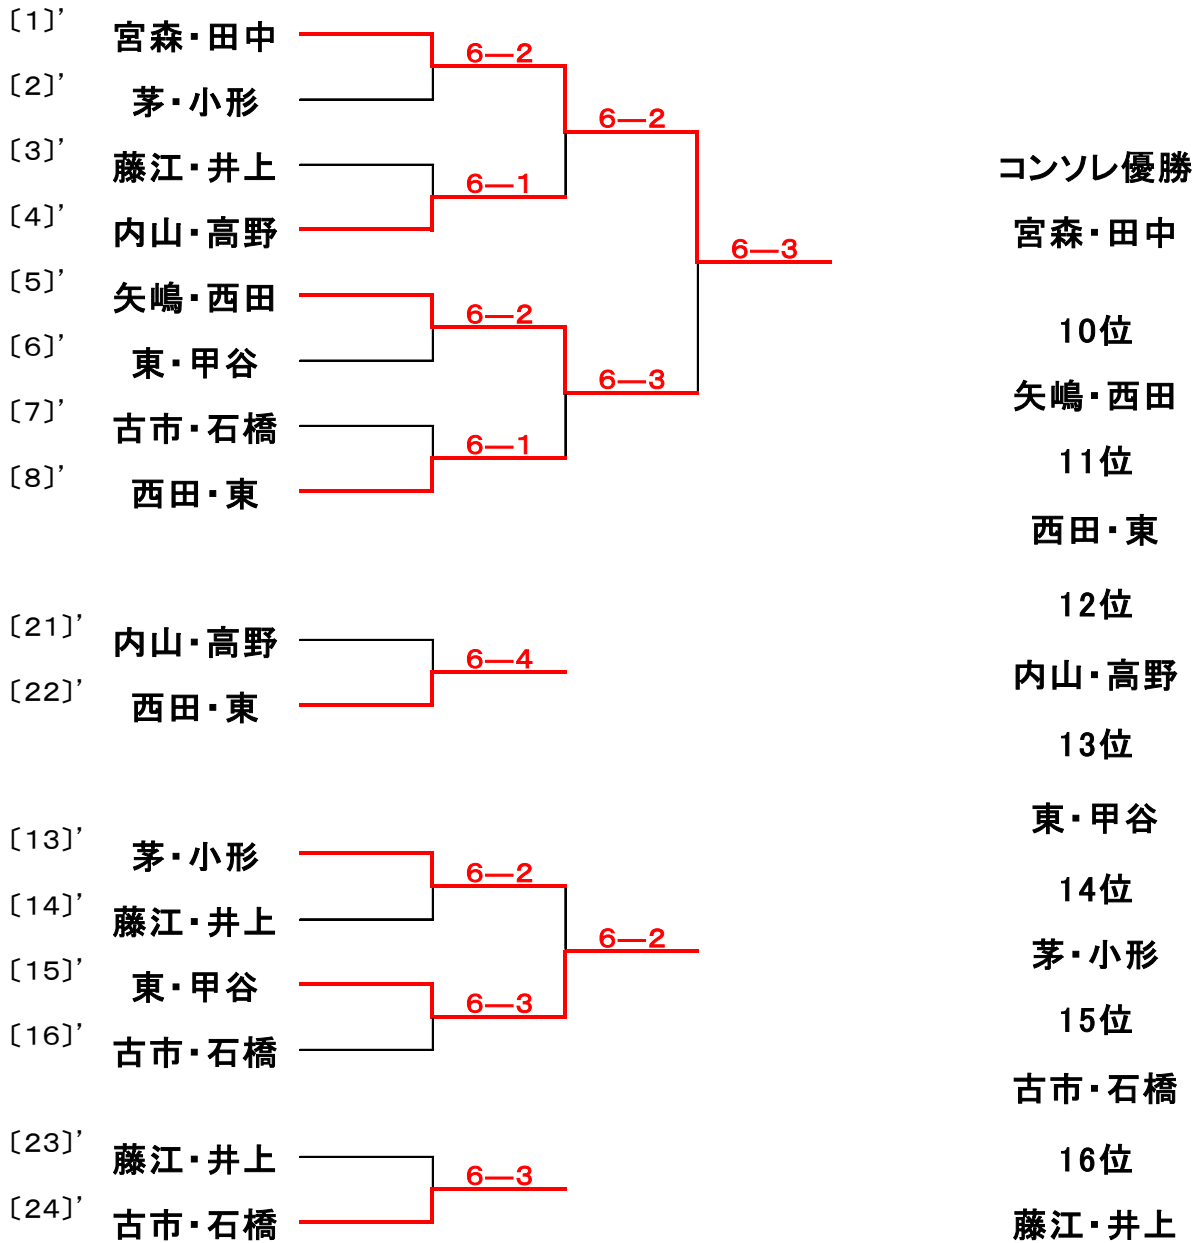 〔1〕’ 宮森・田中
6―2
〔2〕’ 茅・小形
6―2
〔3〕’ 藤江・井上
6―1
〔4〕’ 内山・高野
6―3
〔5〕’ 矢嶋・西田
6―2
〔6〕’ 東・甲谷
6―3
〔7〕’ 古市・石橋
6―1
〔8〕’ 西田・東
〔21〕’ 内山・高野
6―4
〔22〕’ 西田・東
〔13〕’ 茅・小形
6―2
〔14〕’ 藤江・井上
6―2
〔15〕’ 東・甲谷
6―3
〔16〕’ 古市・石橋
〔23〕’ 藤江・井上
6―3
〔24〕’ 古市・石橋
コンソレ優勝
宮森・田中
10位
矢嶋・西田
11位
西田・東
12位
内山・高野
13位
東・甲谷
14位
茅・小形
15位
古市・石橋
16位
藤江・井上